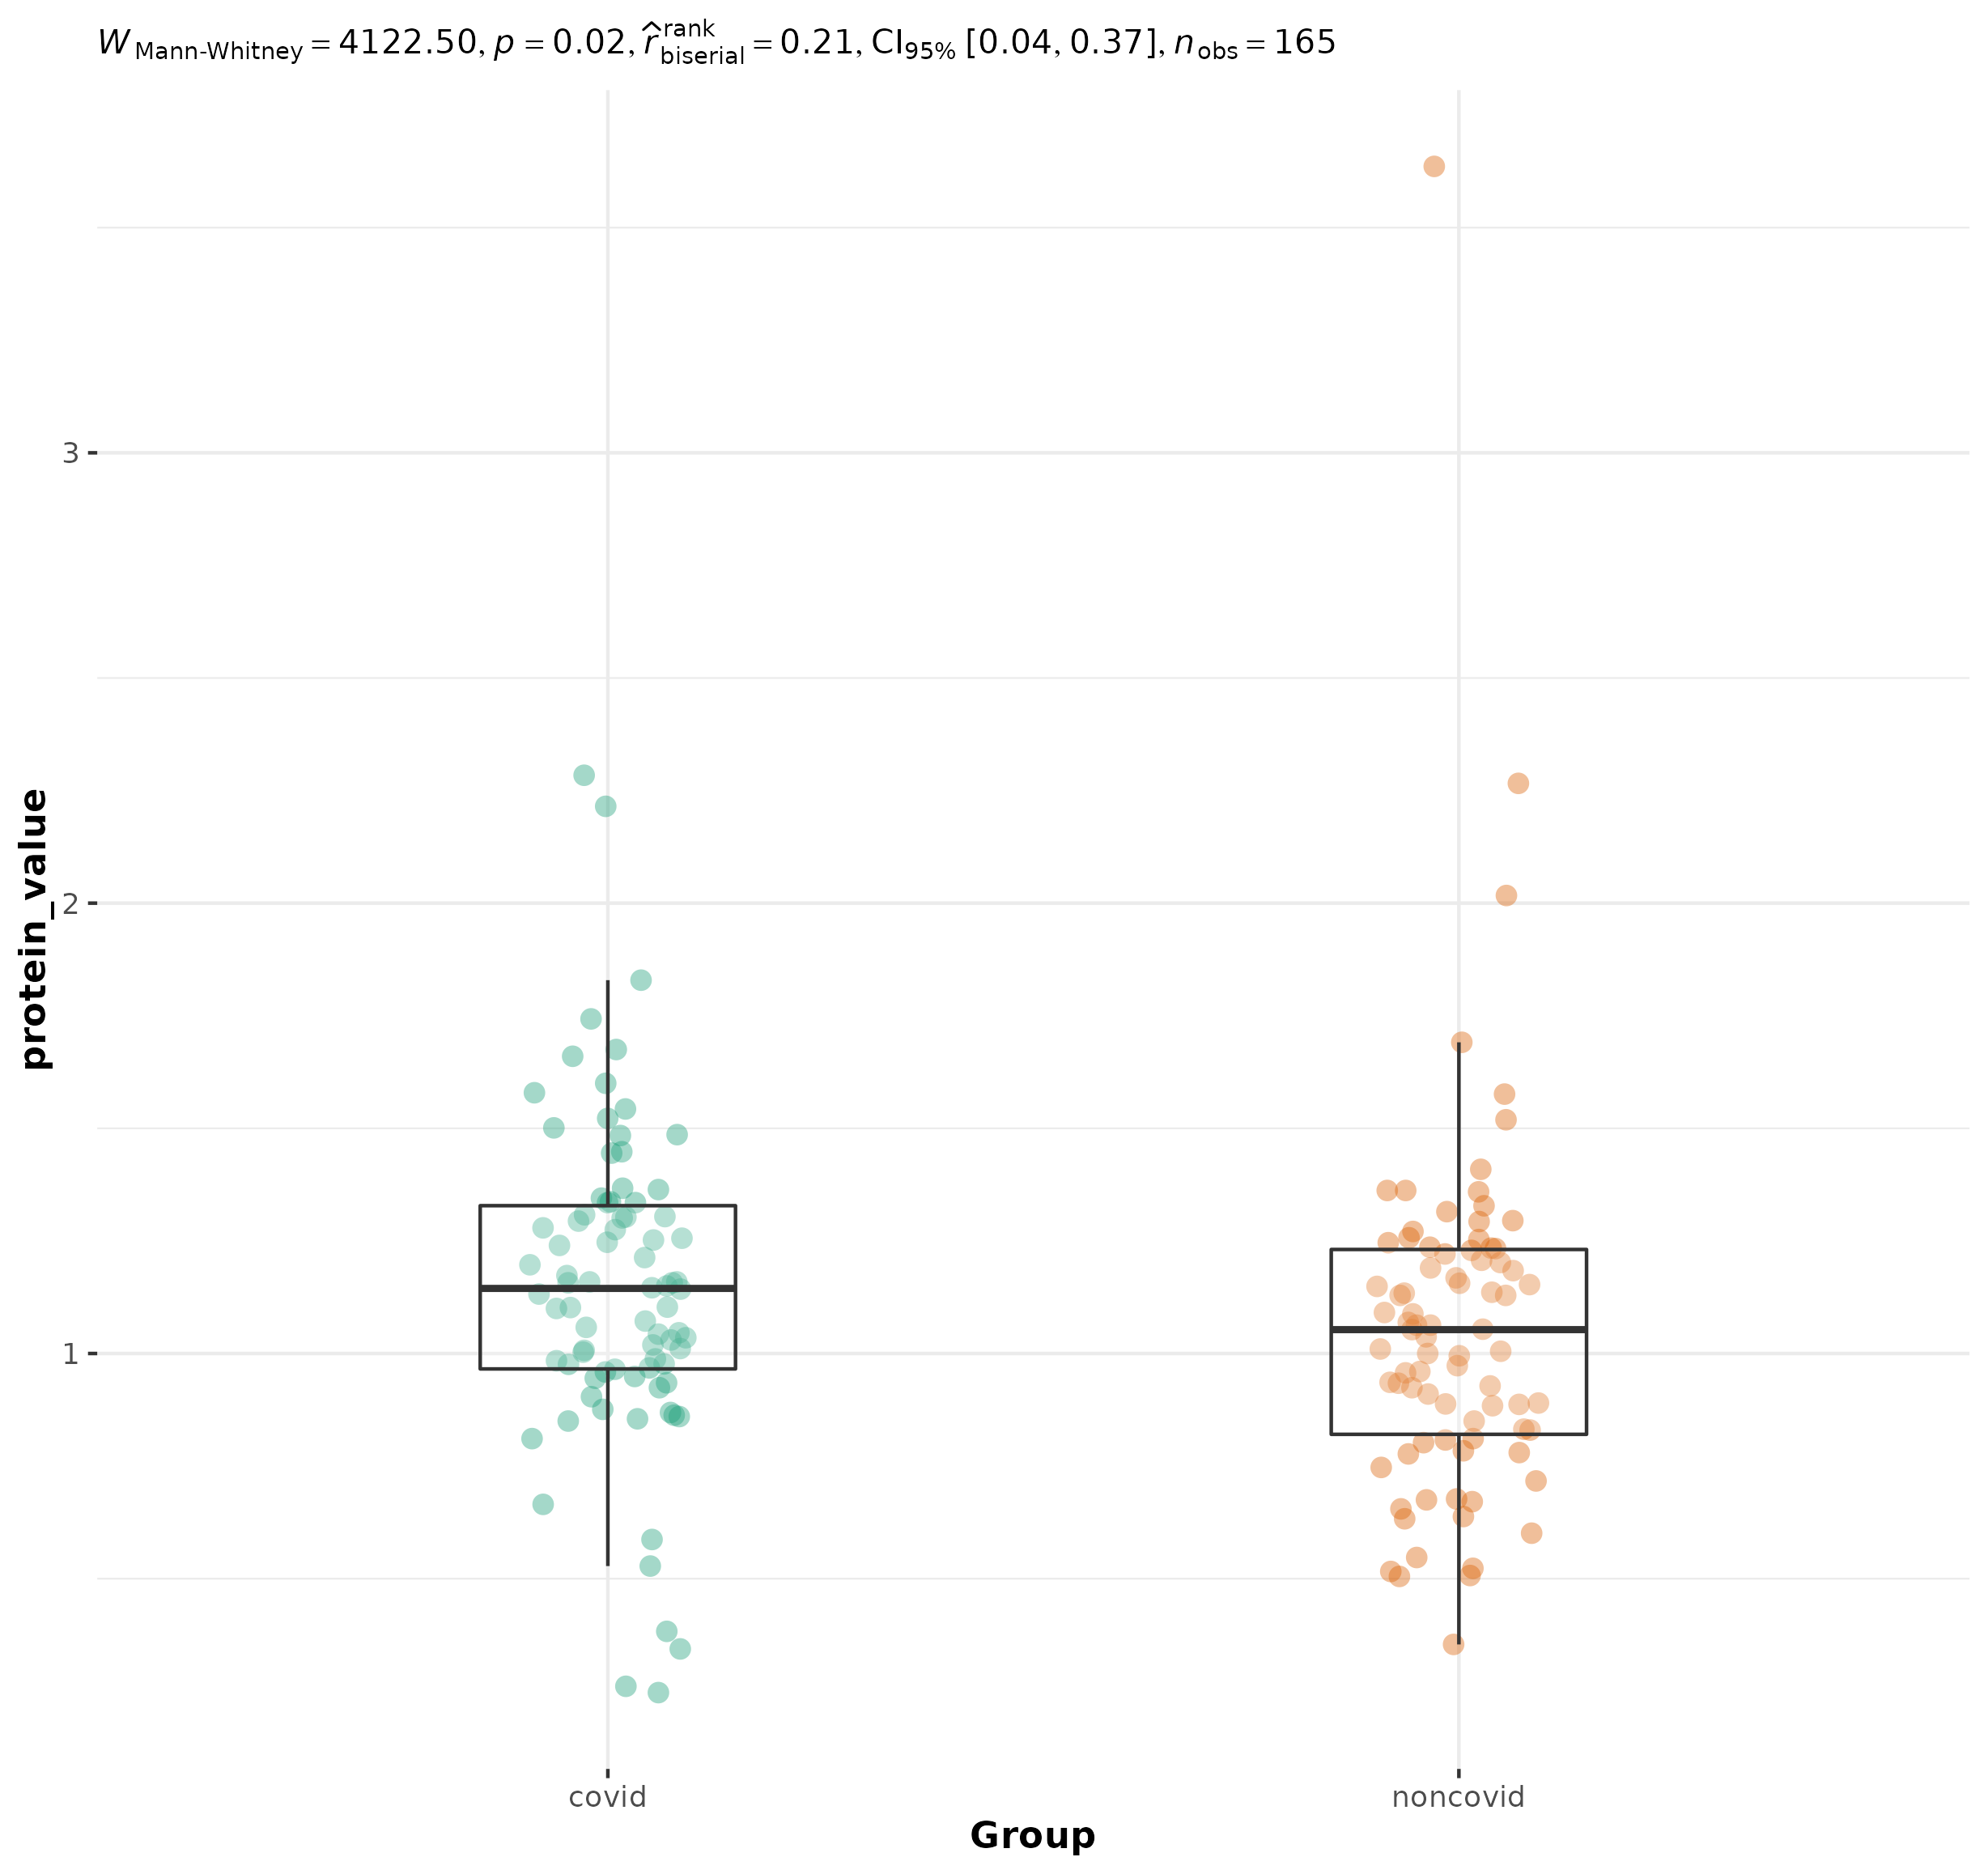 W Mann-Whitney = 4122.50, p = 0.02, r̂ rank biserial = 0.21, CI95% [0.04, 0.37], n obs = 165
3
2
1
protein_value
covid noncovid
Group